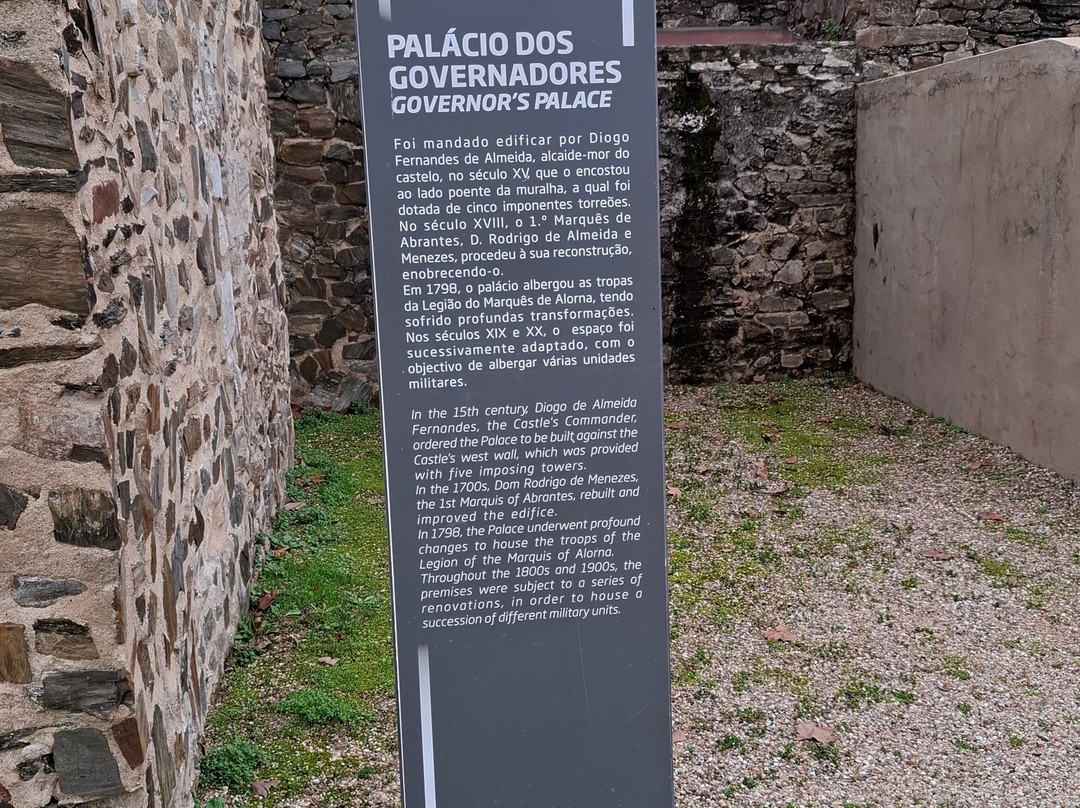 PALÁCIO DOS
GOVERNADORES
GOVERNOR'S PALACE
Foi mandado edificar por Diogo
Fernandes de Almeida, alcaide-mor do
castelo, no século XV, que o encostou
ao lado poente da muralha, a qual foi
dotada de cinco imponentes torreões.
No século XVIII, o 1.º Marquês de
Abrantes, D. Rodrigo de Almeida e
Menezes, procedeu à sua reconstrução,
enobrecendo-o.
Em 1798, o palácio albergou as tropas
da Legião do Marquês de Alorna, tendo
sofrido profundas transformações.
Nos séculos XIX e XX, o espaço foi
sucessivamente adaptado, com o
objectivo de albergar várias unidades
militares.
In the 15th century, Diogo de Almeida
Fernandes, the Castle's Commander,
ordered the Palace to be built against the
Castle's west wall, which was provided
with five imposing towers.
In the 1700s, Dom Rodrigo de Menezes,
the 1st Marquis of Abrantes, rebuilt and
improved the edifice.
In 1798, the Palace underwent profound
changes to house the troops of the
Legion of the Marquis of Alorna.
Throughout the 1800s and 1900s, the
premises were subject to a series of
renovations, in order to house a
succession of different military units.